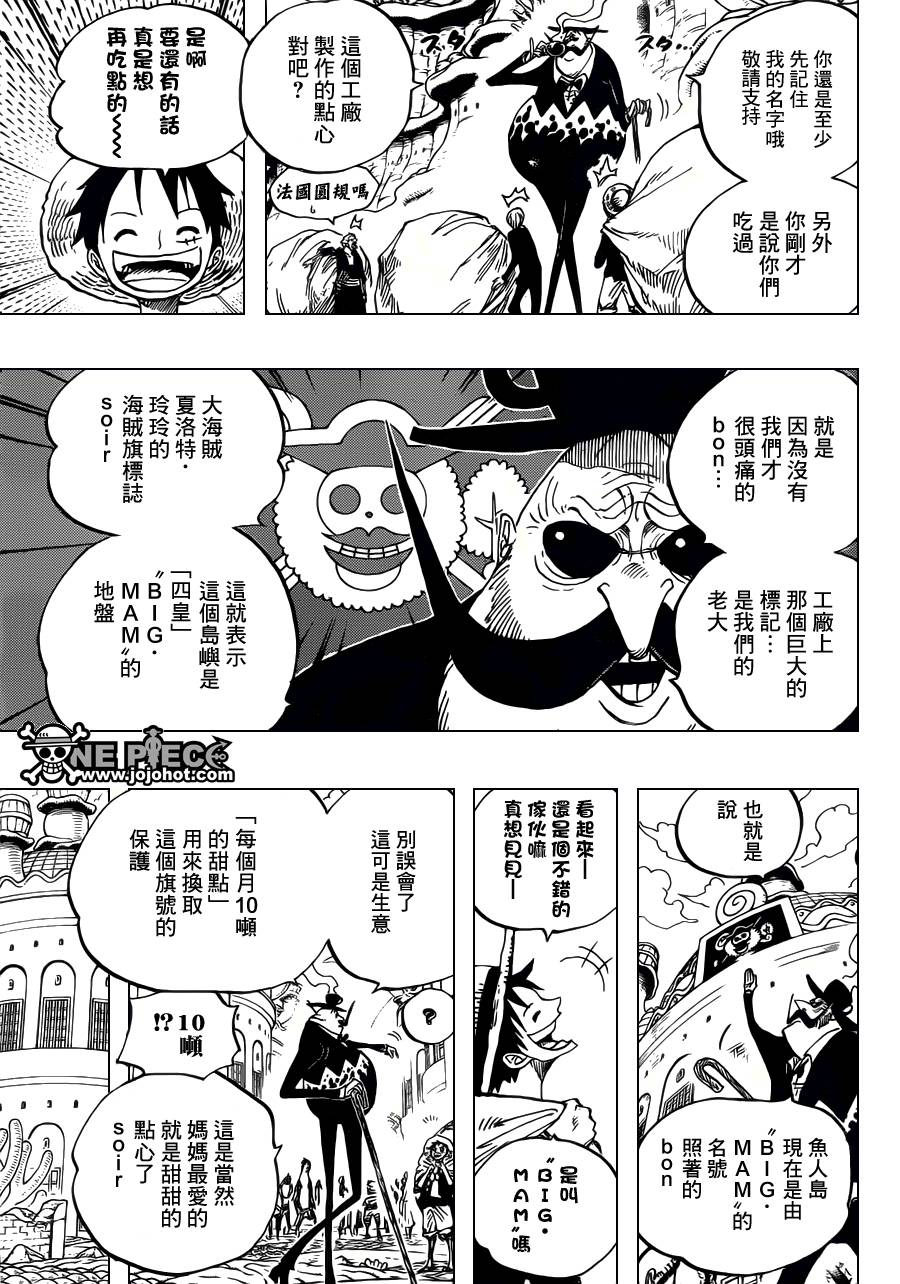 你還是至少
先記住
我的名字哦
敬請支持
另外
你剛才
是說你們
吃過
スタ…
スタ…
這個工廠
製作的點心
對吧？
法國圓規嗎
是啊
要還有的話
真是想
再吃點的～
就是
因為沒有
我們才
很頭痛的
bon…
工廠上
那個巨大的
標記…
是我們的
老大
大海賊
夏洛特·
玲玲的
海賊旗標誌
soir
這就表示
這個島嶼是
「四皇」
"BIG·
MAM"的
地盤
ONE PIECE
www.jojohot.com
也就是
說
魚人島
現在是由
"BIG·
MAM"的
名號
照著的
bon
看起來—
還是個不錯的
傢伙嘛
真想見見—
是叫
"BIG·
MAM"嗎
別誤會了
這可是生意
「每個月10噸
的甜點」
用來換取
這個旗號的
保護
?
10噸
!?
這是當然
媽媽最愛的
就是甜甜的
點心了
soir